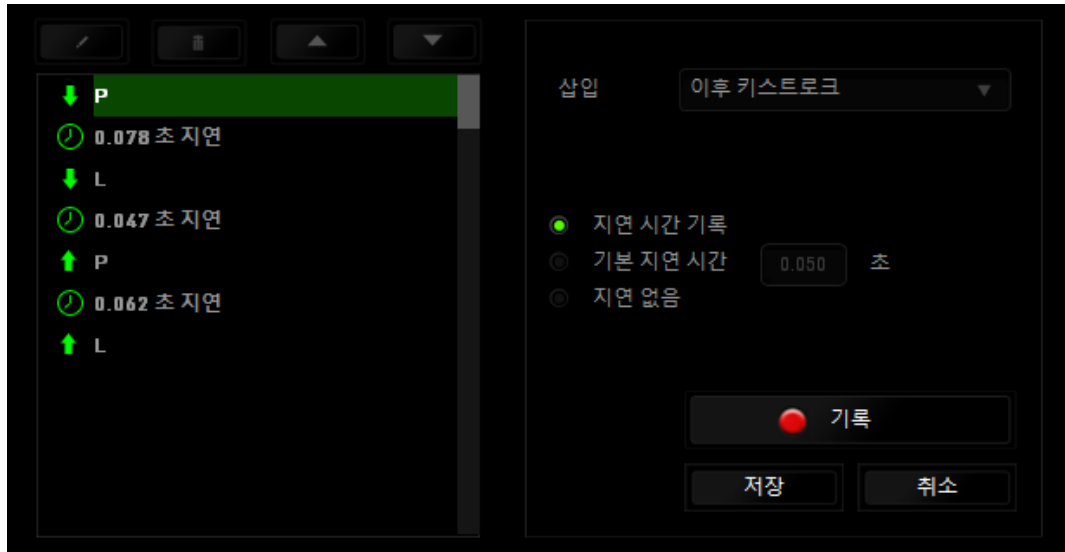 P
0.078 초 지연
L
0.047 초 지연
P
0.062 초 지연
L
삽입 이후 키스트로크
지연 시간 기록
기본 지연 시간 0.050 초
지연 없음
기록
저장 취소